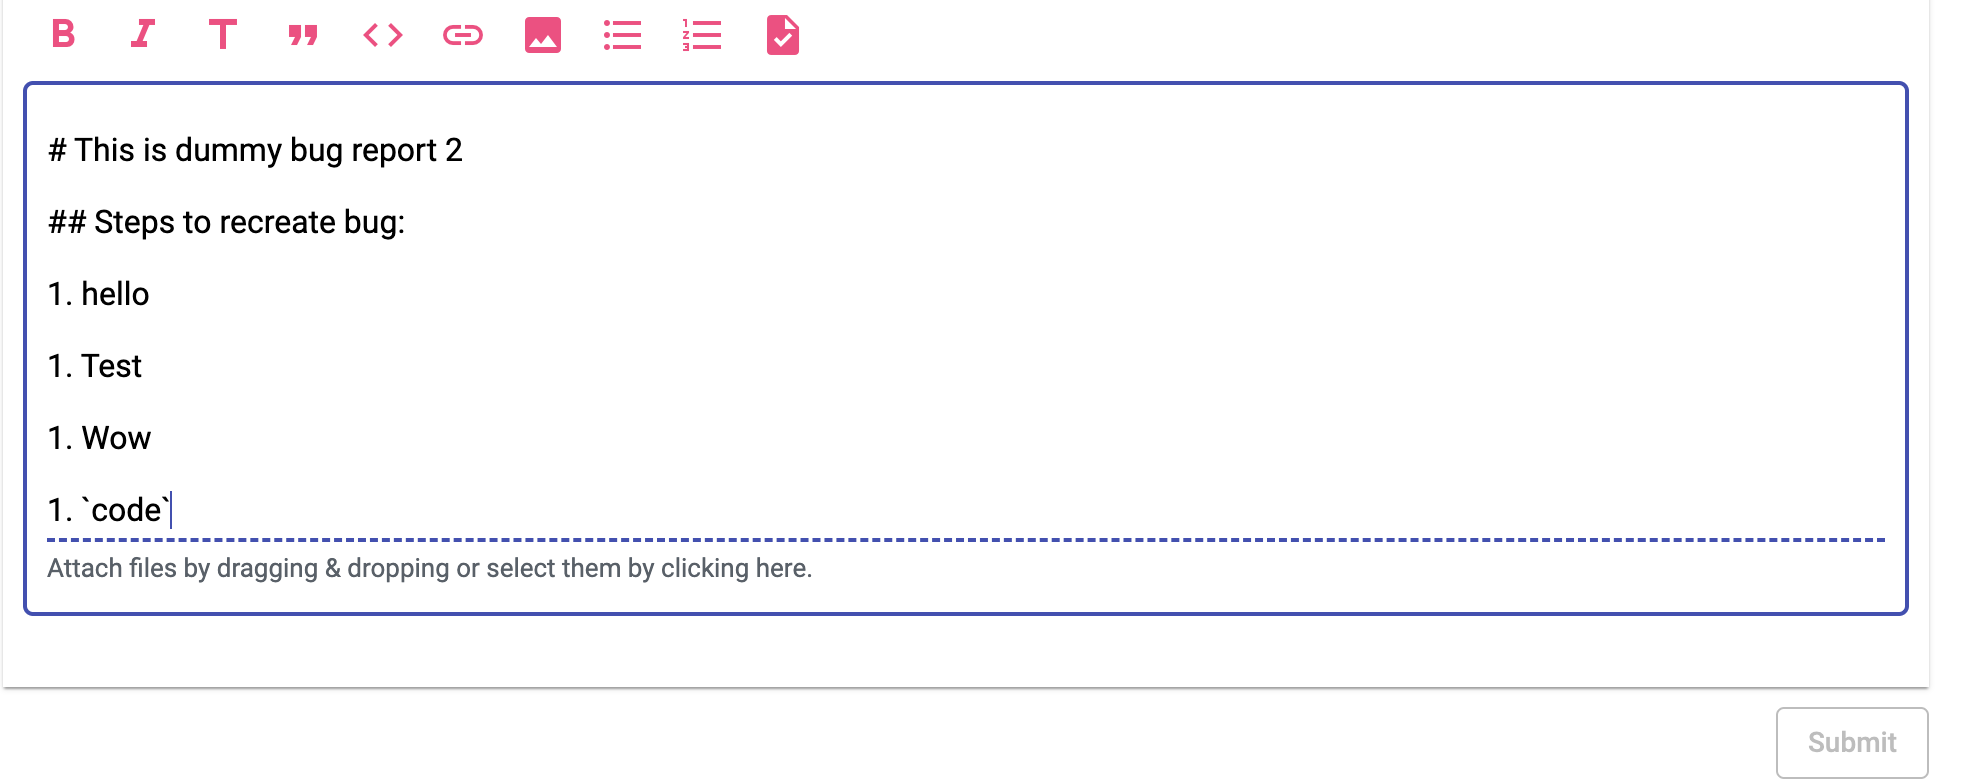 # This is dummy bug report 2
## Steps to recreate bug:
1. hello
1. Test
1. Wow
1. `code`
Attach files by dragging & dropping or select them by clicking here.
Submit